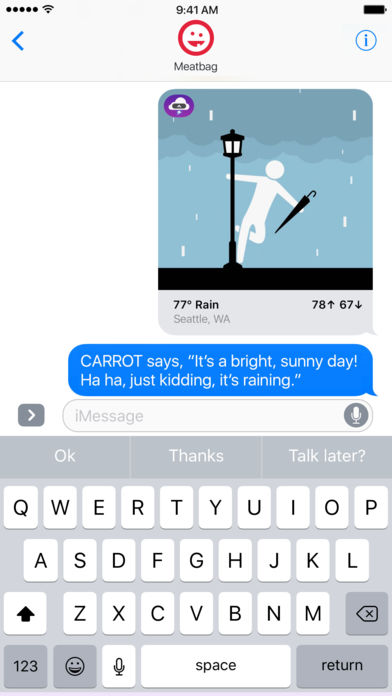 9:41 AM
Meatbag
77° Rain 78↑ 67↓
Seattle, WA
CARROT says, “It’s a bright, sunny day!
Ha ha, just kidding, it’s raining.”
iMessage
Ok Thanks Talk later?
Q W E R T Y U I O P
A S D F G H J K L
Z X C V B N M
123 space return